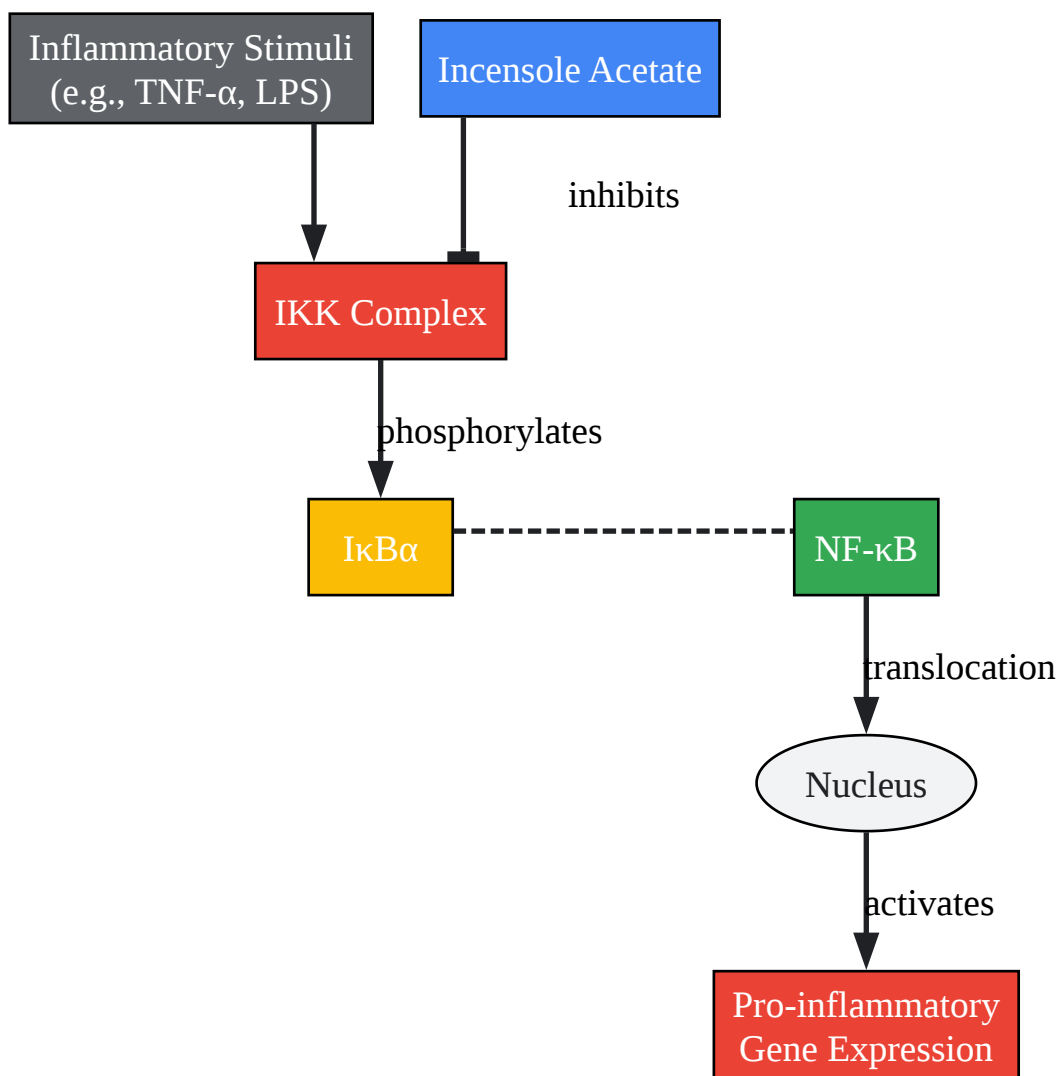 Inflammatory Stimuli
(e.g., TNF-α, LPS)
Incensole Acetate
inhibits
IKK Complex
phosphorylates
IκBα
NF-κB
translocation
Nucleus
activates
Pro-inflammatory
Gene Expression